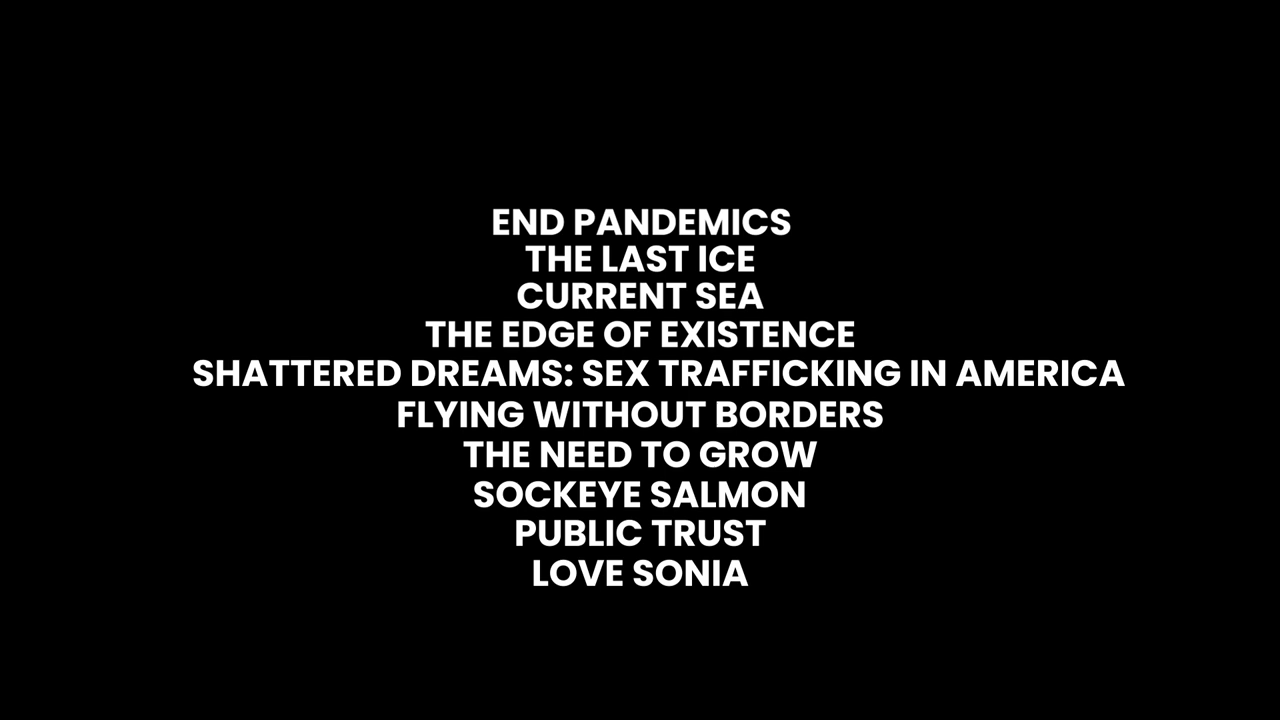 END PANDEMICS
THE LAST ICE
CURRENT SEA
THE EDGE OF EXISTENCE
SHATTERED DREAMS: SEX TRAFFICKING IN AMERICA
FLYING WITHOUT BORDERS
THE NEED TO GROW
SOCKEYE SALMON
PUBLIC TRUST
LOVE SONIA